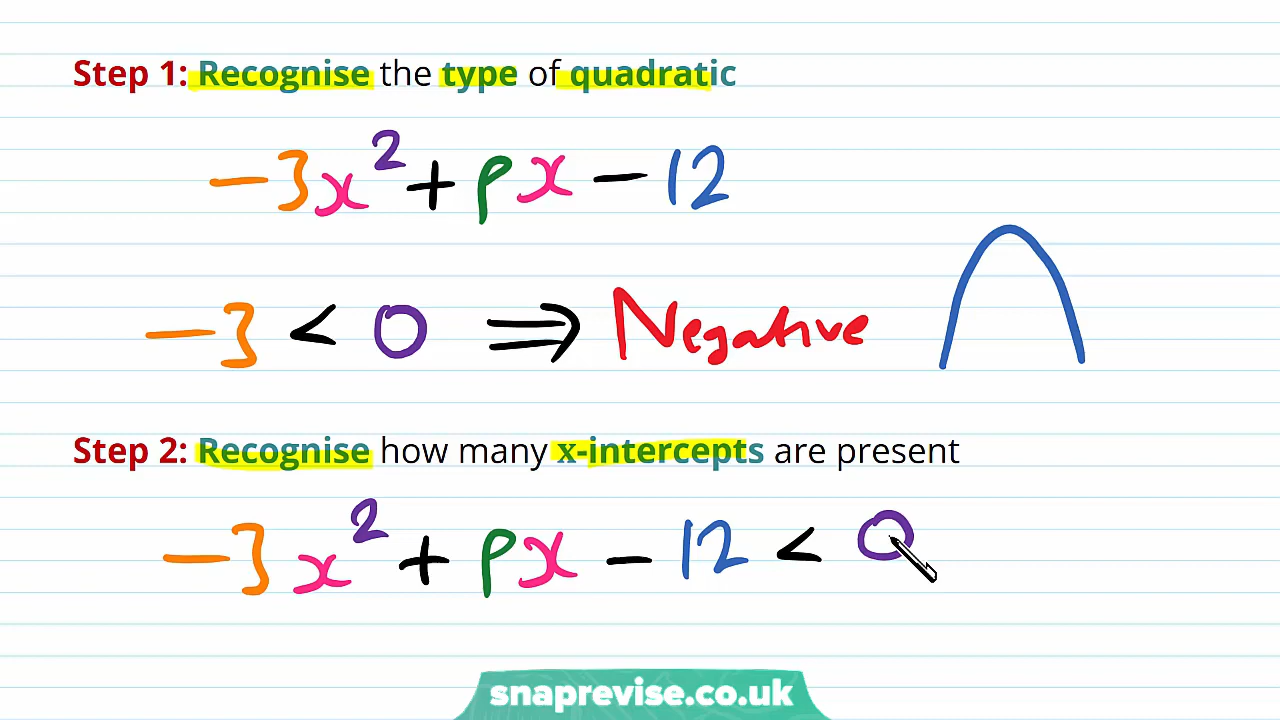 Step 1: Recognise the type of quadratic
-3x² + px - 12
-3 < 0 ⇒ Negative
Step 2: Recognise how many x-intercepts are present
-3x² + px - 12 < 0
snaprevise.co.uk